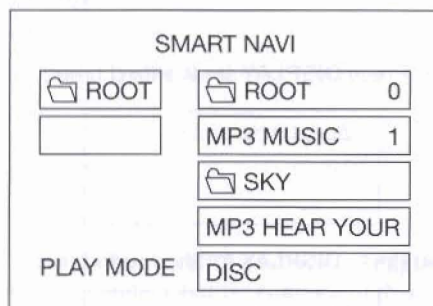 SMART NAVI
ROOT ROOT 0
MP3 MUSIC 1
SKY
MP3 HEAR YOUR
PLAY MODE DISC